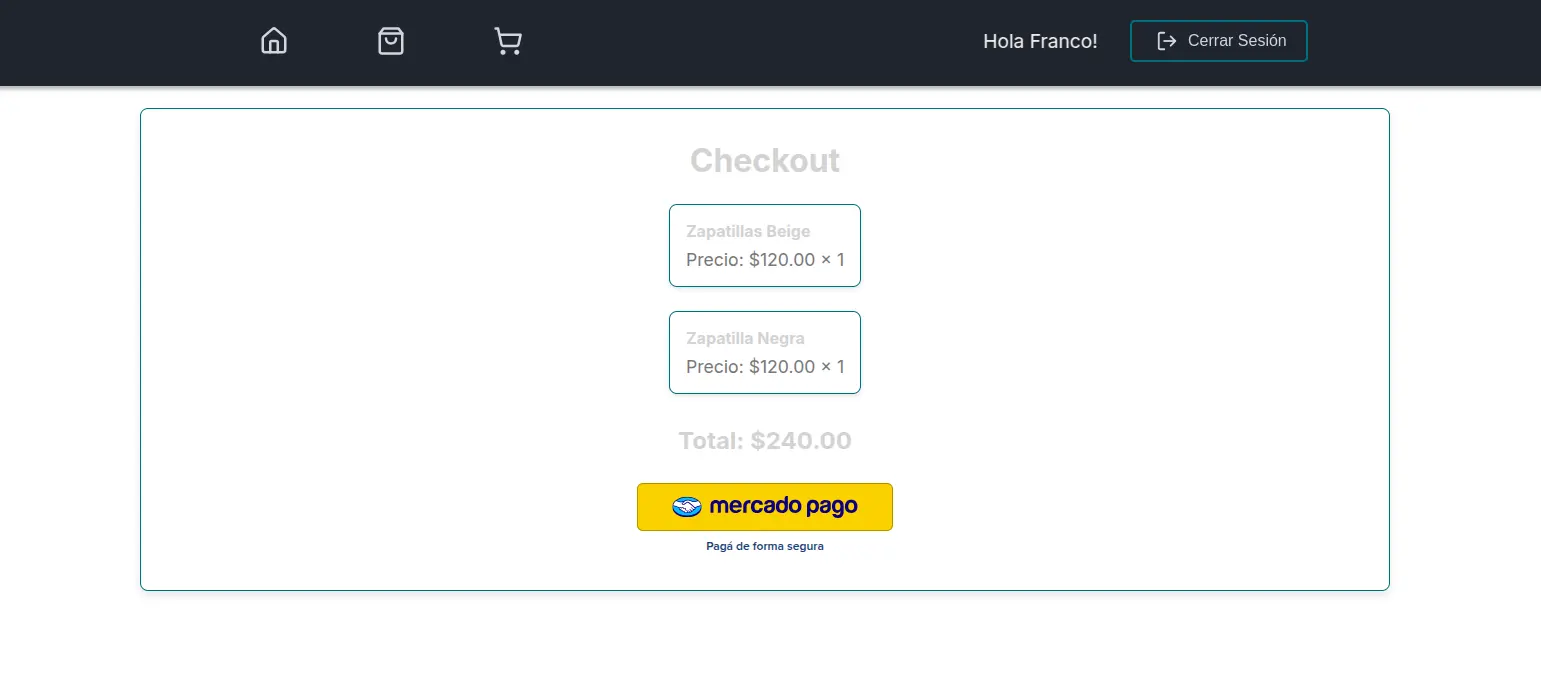 Hola Franco!
Cerrar Sesión
Checkout
Zapatillas Beige
Precio: $120.00 × 1
Zapatilla Negra
Precio: $120.00 × 1
Total: $240.00
mercado pago
Pagá de forma segura